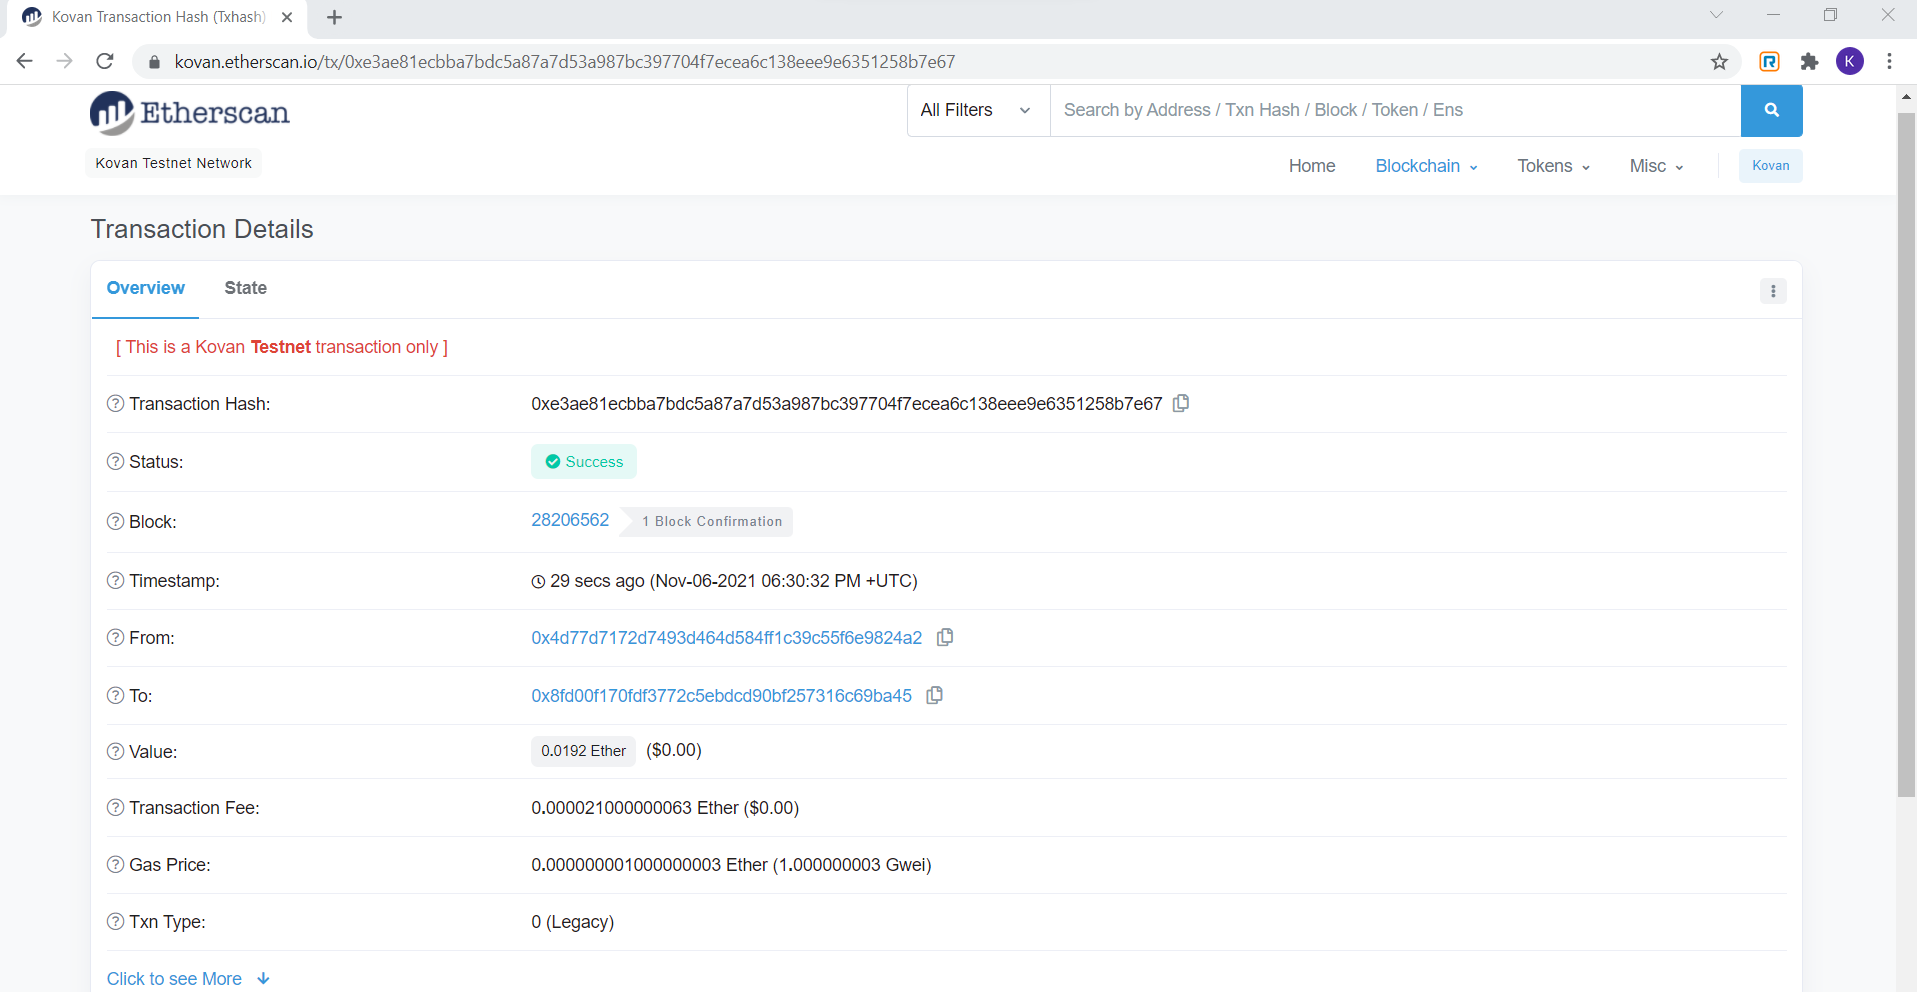 Kovan Transaction Hash (Txhash)
kovan.etherscan.io/tx/0xe3ae81ecbba7bdc5a87a7d53a987bc397704f7ecea6c138eee9e6351258b7e67
K
Etherscan
All Filters
Search by Address / Txn Hash / Block / Token / Ens
Kovan Testnet Network
Home Blockchain Tokens Misc Kovan
Transaction Details
Overview State
[ This is a Kovan Testnet transaction only ]
Transaction Hash: 0xe3ae81ecbba7bdc5a87a7d53a987bc397704f7ecea6c138eee9e6351258b7e67
Status: Success
Block: 28206562 1 Block Confirmation
Timestamp: 29 secs ago (Nov-06-2021 06:30:32 PM +UTC)
From: 0x4d77d7172d7493d464d584ff1c39c55f6e9824a2
To: 0x8fd00f170fdf3772c5ebdcd90bf257316c69ba45
Value: 0.0192 Ether ($0.00)
Transaction Fee: 0.000021000000063 Ether ($0.00)
Gas Price: 0.000000001000000003 Ether (1.000000003 Gwei)
Txn Type: 0 (Legacy)
Click to see More